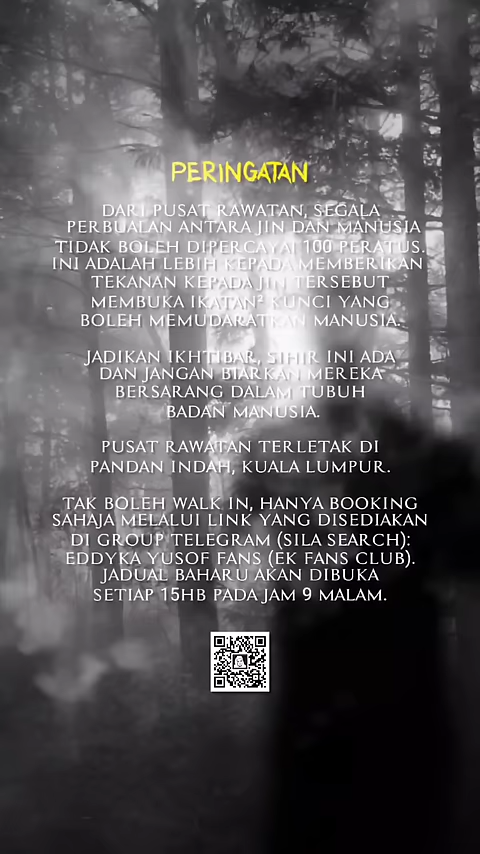 PERINGATAN
DARI PUSAT RAWATAN, SEGALA
PERBUALAN ANTARA JIN DAN MANUSIA
TIDAK BOLEH DIPERCAYAI 100 PERATUS.
INI ADALAH LEBIH KEPADA MEMBERIKAN
TEKANAN KEPADA JIN TERSEBUT
MEMBUKA IKATAN² KUNCI YANG
BOLEH MEMUDARATKAN MANUSIA.
JADIKAN IKHTIBAR, SIHIR INI ADA
DAN JANGAN BIARKAN MEREKA
BERSARANG DALAM TUBUH
BADAN MANUSIA.
PUSAT RAWATAN TERLETAK DI
PANDAN INDAH, KUALA LUMPUR.
TAK BOLEH WALK IN, HANYA BOOKING
SAHAJA MELALUI LINK YANG DISEDIAKAN
DI GROUP TELEGRAM (SILA SEARCH):
EDDYKA YUSOF FANS (EK FANS CLUB).
JADUAL BAHARU AKAN DIBUKA
SETIAP 15HB PADA JAM 9 MALAM.